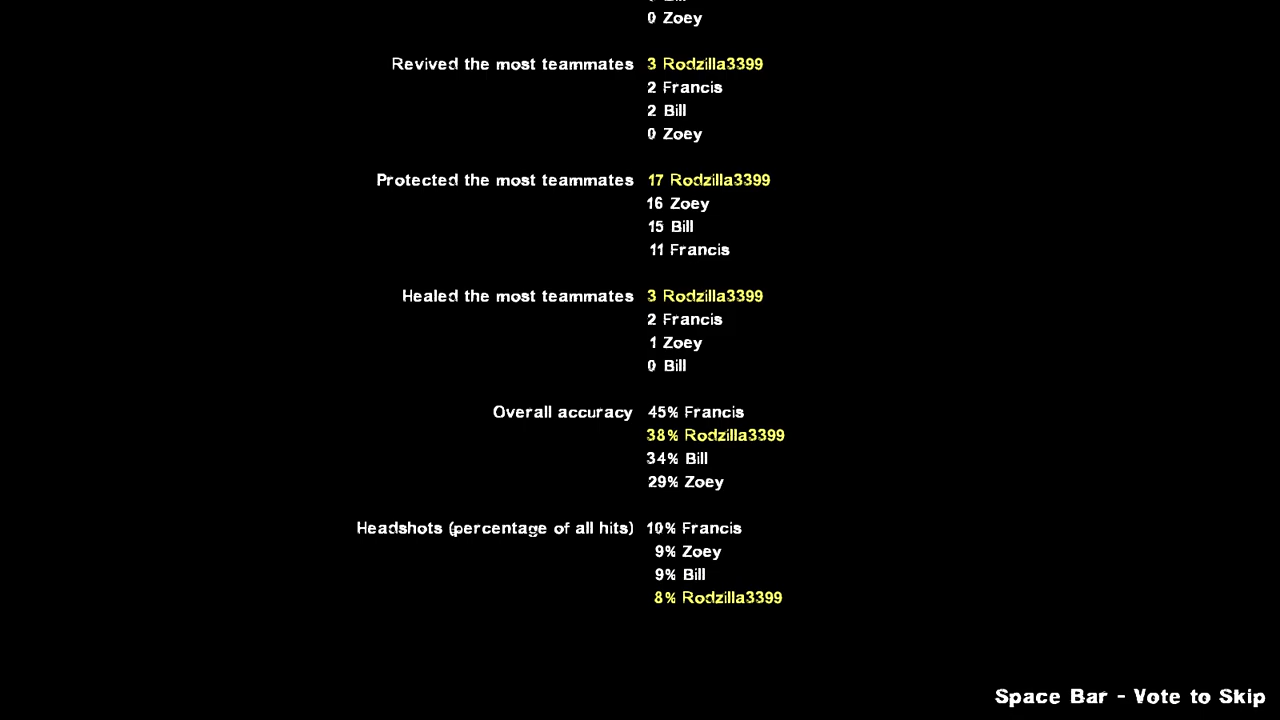 0 Zoey
Revived the most teammates 3 Rodzilla3399
2 Francis
2 Bill
0 Zoey
Protected the most teammates 17 Rodzilla3399
16 Zoey
15 Bill
11 Francis
Healed the most teammates 3 Rodzilla3399
2 Francis
1 Zoey
0 Bill
Overall accuracy 45% Francis
38% Rodzilla3399
34% Bill
29% Zoey
Headshots (percentage of all hits) 10% Francis
9% Zoey
9% Bill
8% Rodzilla3399
Space Bar - Vote to Skip